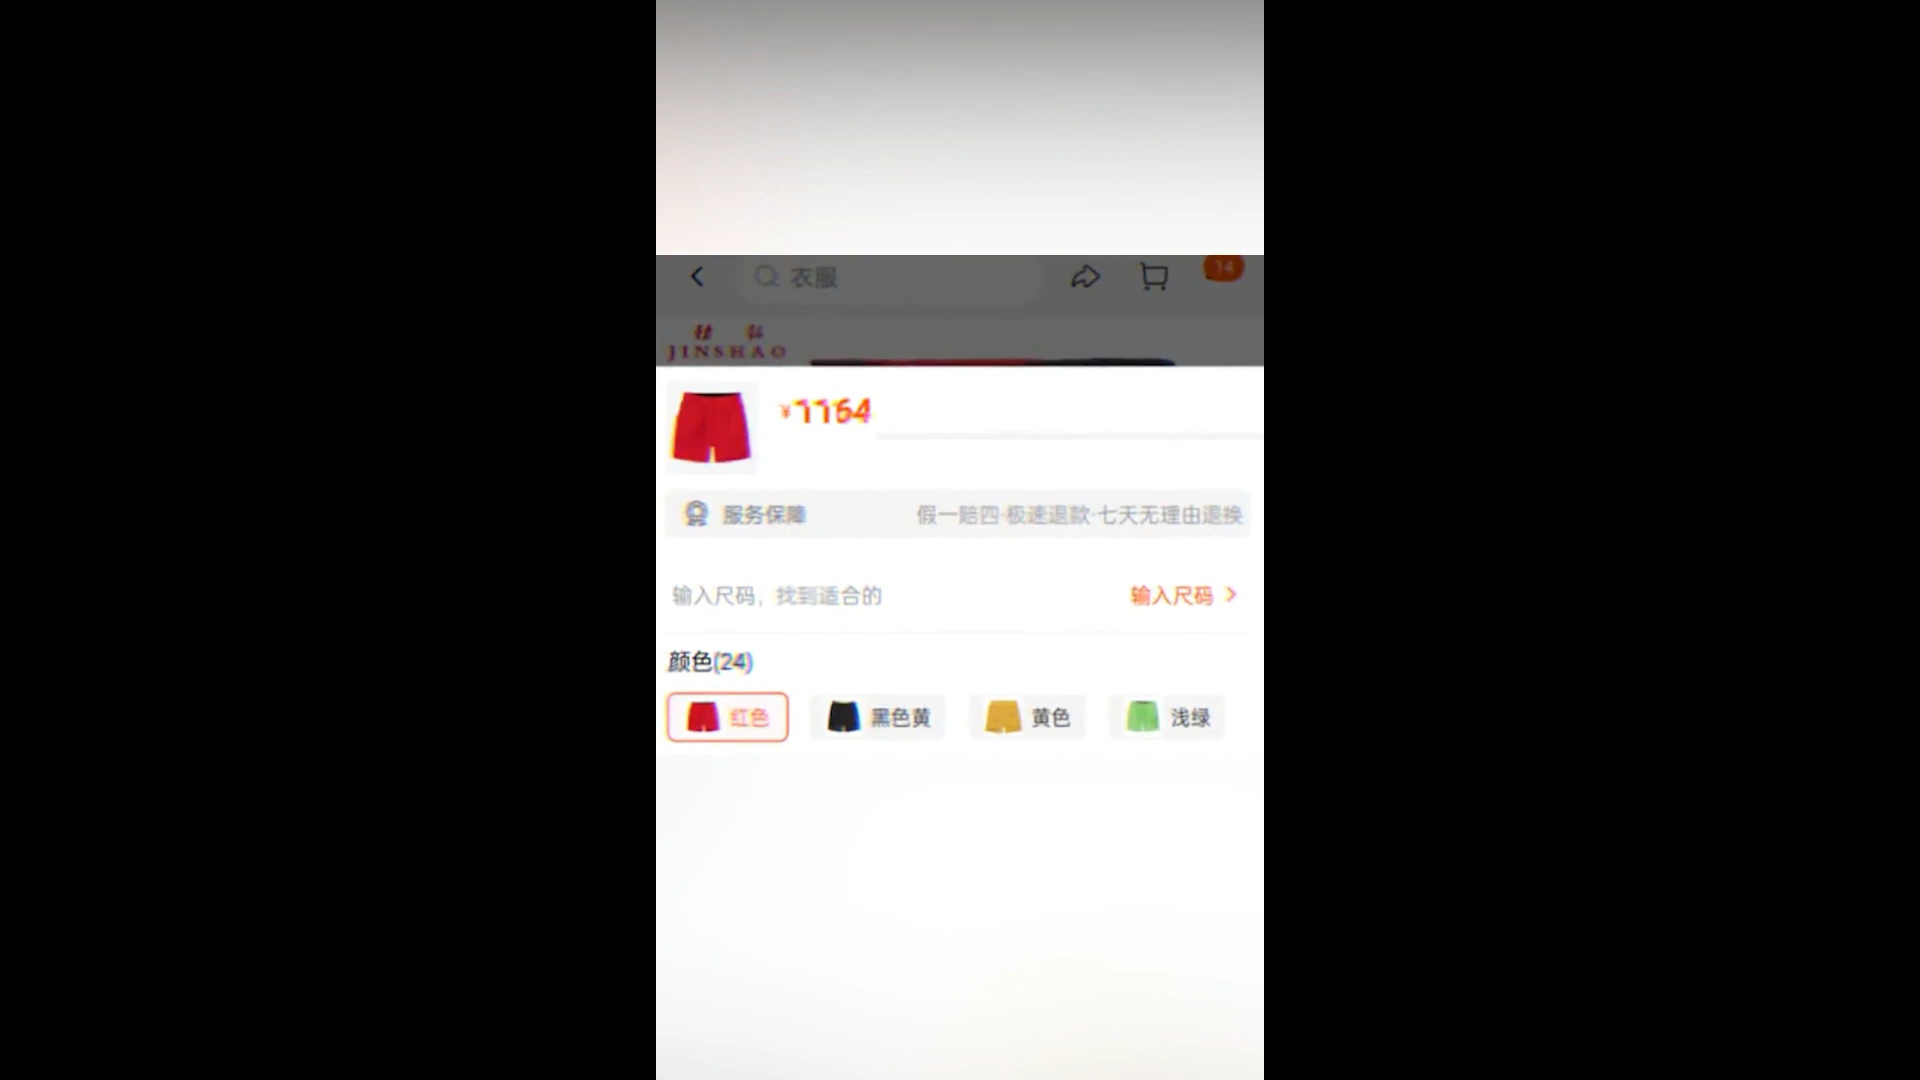 衣服
14
JINSHAO
¥1164
服务保障
假一赔四·极速退款·七天无理由退换
输入尺码，找到适合的
输入尺码 >
颜色(24)
红色
黑色黄
黄色
浅绿